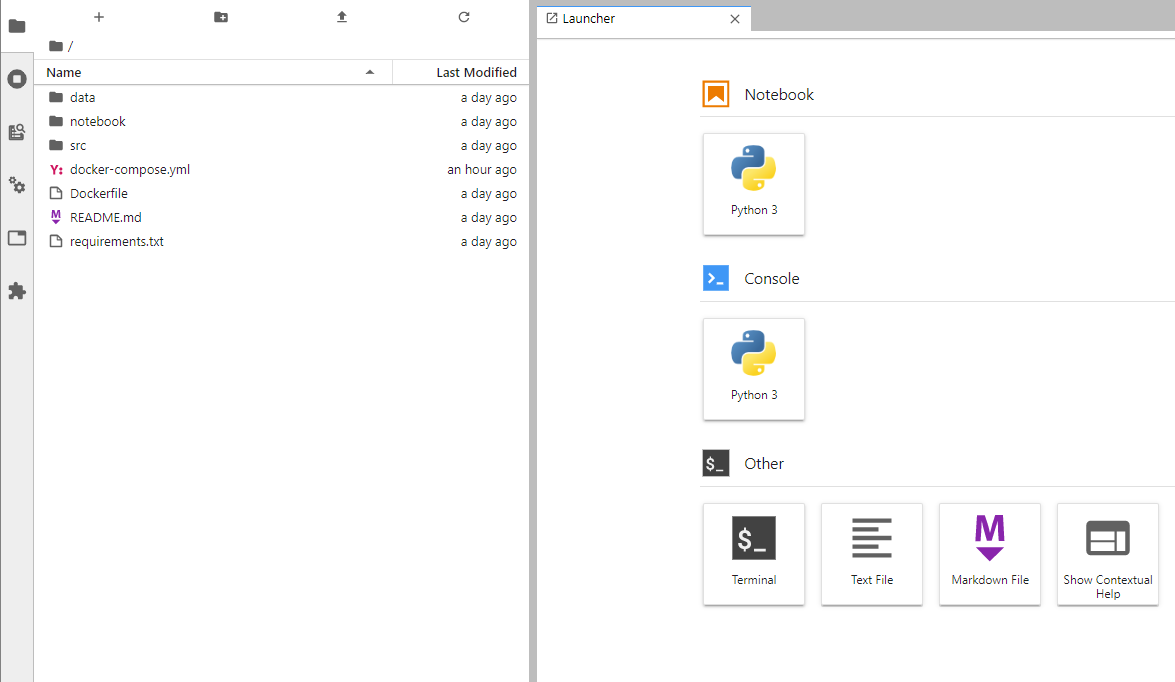 Launcher
/
Name Last Modified
data a day ago
notebook a day ago
src a day ago
Y: docker-compose.yml an hour ago
Dockerfile a day ago
M README.md a day ago
requirements.txt a day ago
Notebook
Python 3
>_ Console
Python 3
$_ Other
$_ M
Terminal Text File Markdown File Show Contextual
Help